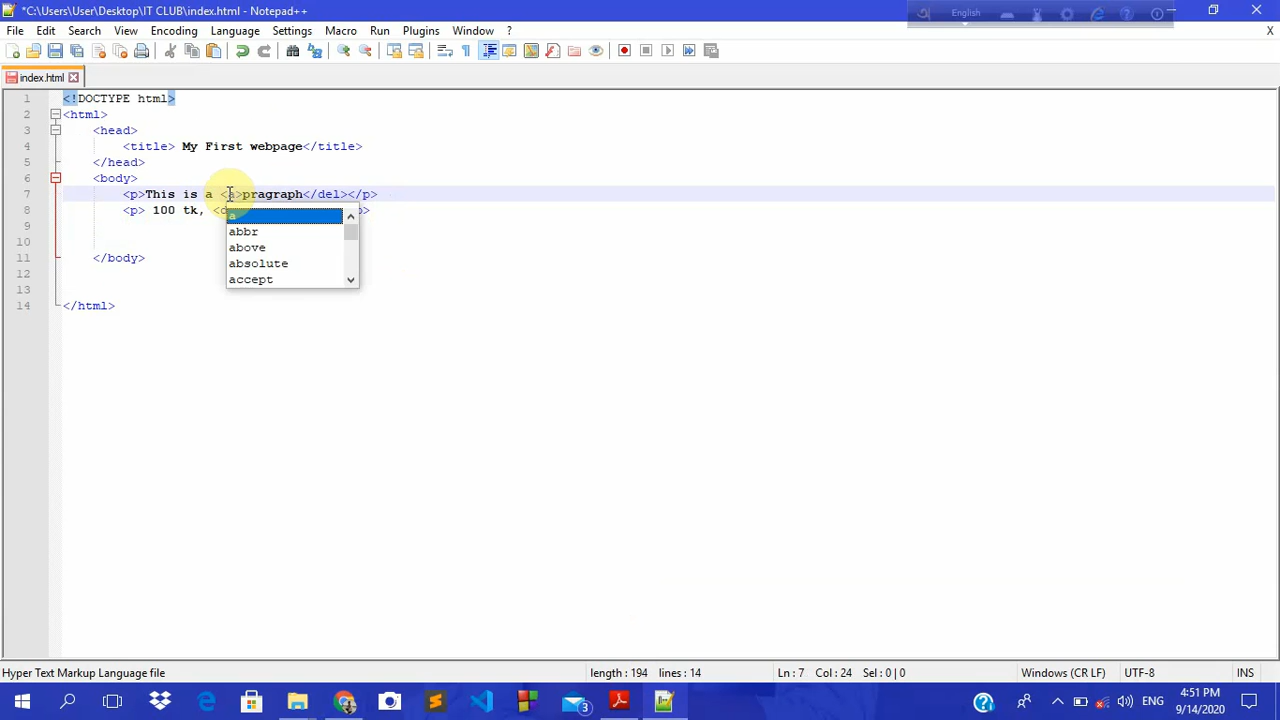 *C:\Users\User\Desktop\IT CLUB\index.html - Notepad++
English
File Edit Search View Encoding Language Settings Macro Run Plugins Window ? X
index.html
1 <!DOCTYPE html>
2 <html>
3 <head>
4 <title> My First webpage</title>
5 </head>
6 <body>
7 <p>This is a <a>pragraph</del></p>
8 <p> 100 tk, <
9
10
11 </body>
12
13
14 </html>
a
abbr
above
absolute
accept
Hyper Text Markup Language file length : 194 lines : 14 Ln : 7 Col : 24 Sel : 0 | 0 Windows (CR LF) UTF-8 INS
3 ENG 4:51 PM
9/14/2020